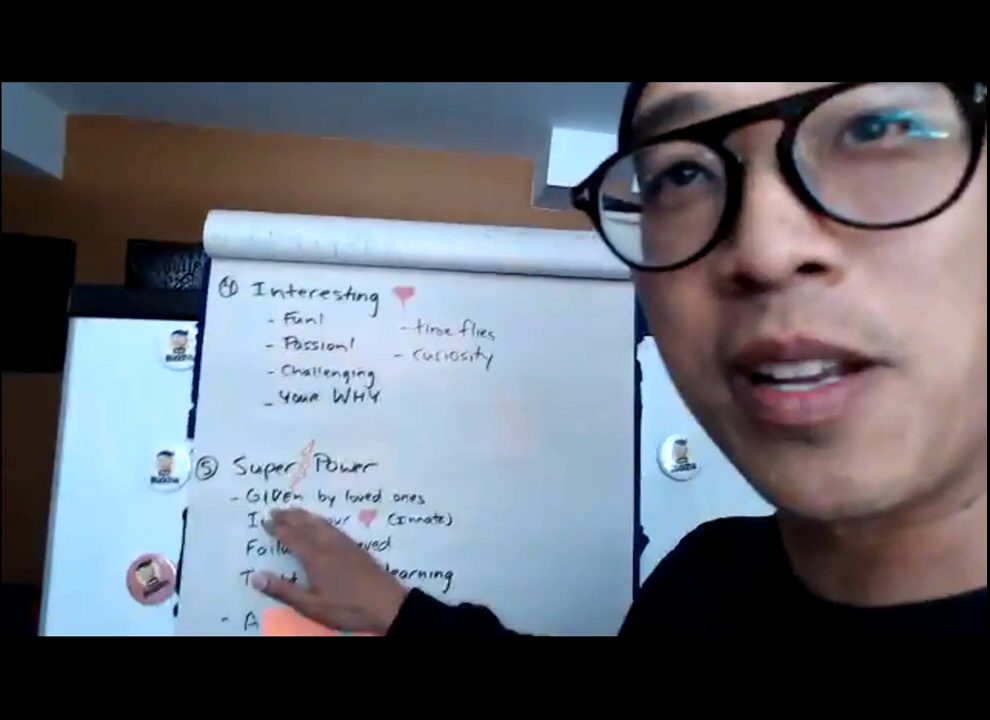 ④ Interesting
- Fun!
- Passion!
- Challenging
- Your WHY
- time flies
- curiosity
⑤ Super Power
- Given by loved ones
(Innate)
learning
- A